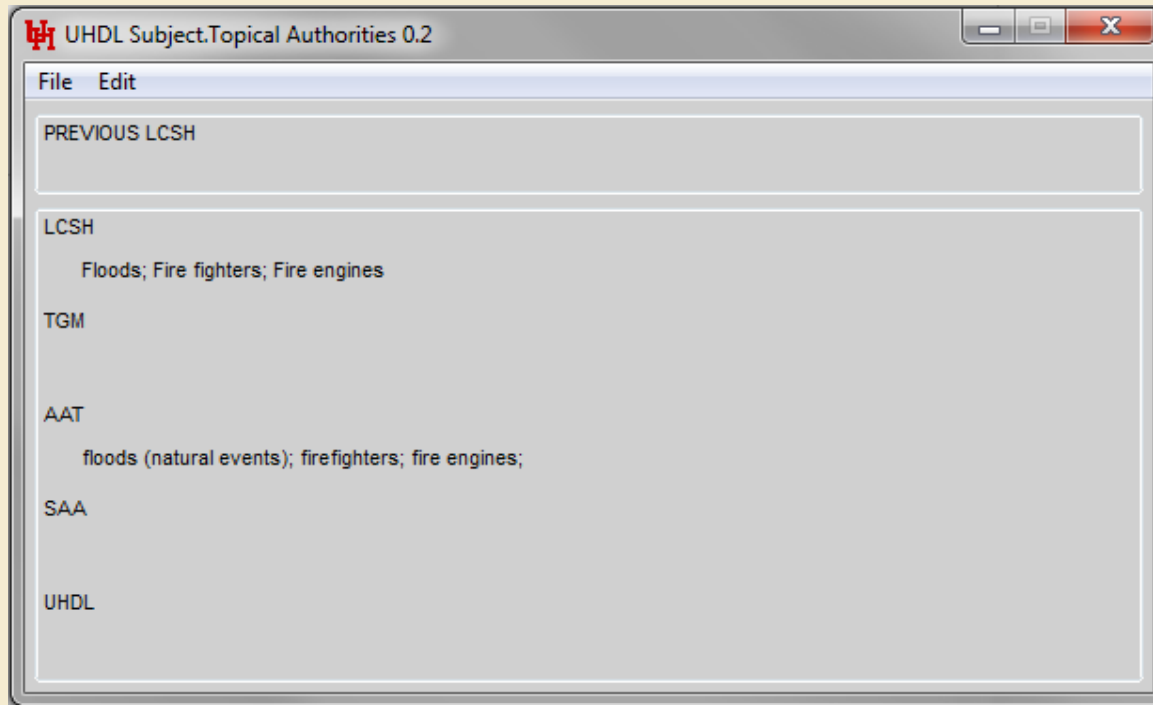 UHDL Subject.Topical Authorities 0.2
File Edit
PREVIOUS LCSH
LCSH
Floods; Fire fighters; Fire engines
TGM
AAT
floods (natural events); firefighters; fire engines;
SAA
UHDL